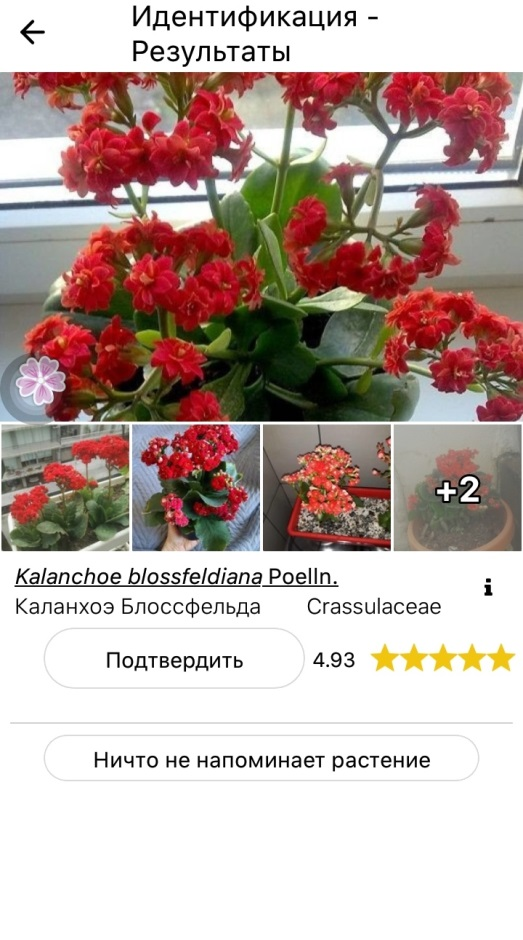 Идентификация -
Результаты
+2
Kalanchoe blossfeldiana Poelln.
Каланхоэ Блоссфельда Crassulaceae
Подтвердить 4.93
Ничто не напоминает растение